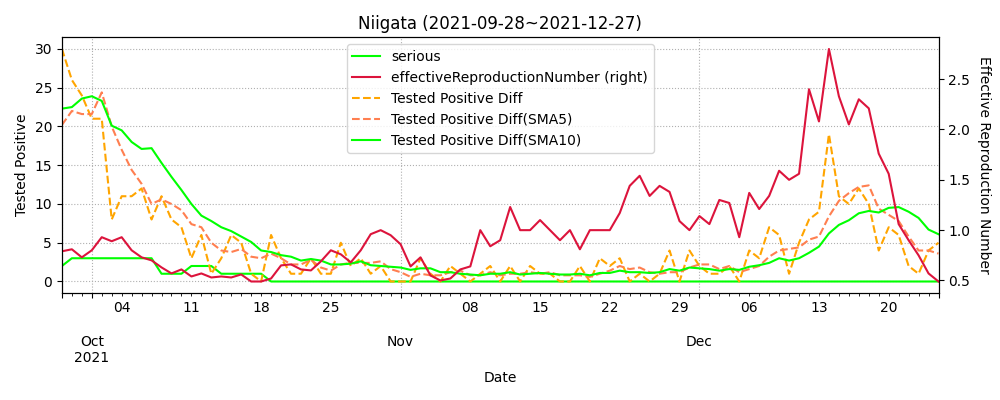 Niigata (2021-09-28~2021-12-27)
serious
effectiveReproductionNumber (right)
Tested Positive Diff
Tested Positive Diff(SMA5)
Tested Positive Diff(SMA10)
Tested Positive
30
25
20
15
10
5
0
Effective Reproduction Number
2.5
2.0
1.5
1.0
0.5
04 11 18 25 08 15 22 29 06 13 20
Oct Nov Dec
2021
Date